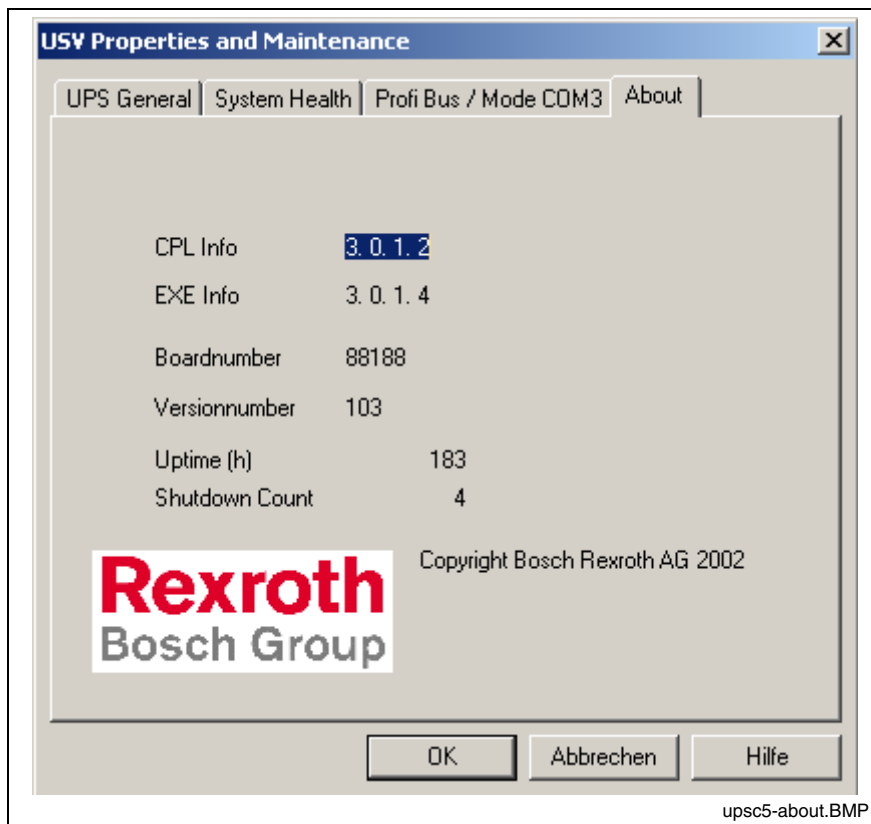 USV Properties and Maintenance
UPS General System Health Profi Bus / Mode COM3 About
CPL Info 3. 0. 1. 2
EXE Info 3. 0. 1. 4
Boardnumber 88188
Versionnumber 103
Uptime (h) 183
Shutdown Count 4
Copyright Bosch Rexroth AG 2002
Rexroth
Bosch Group
OK Abbrechen Hilfe
upsc5-about.BMP